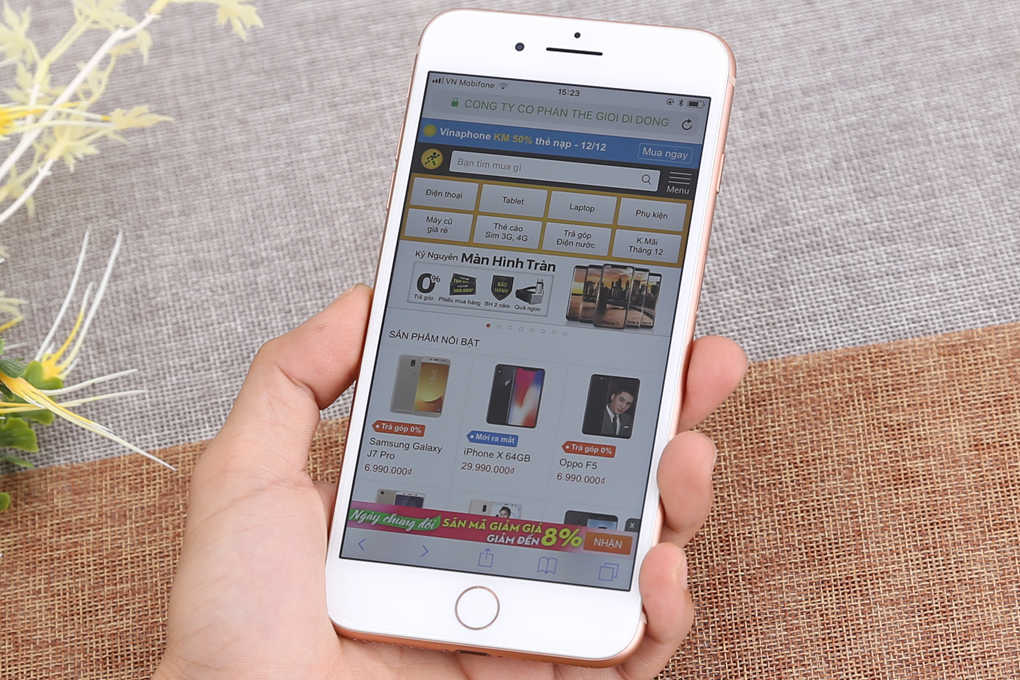 VN Mobifone
15:23
CONG TY CO PHAN THE GIOI DI DONG
Vinaphone KM 50% thẻ nạp - 12/12
Mua ngay
Bạn tìm mua gì
Menu
Điện thoại
Tablet
Laptop
Phụ kiện
Máy cũ
giá rẻ
Thẻ cào
Sim 3G, 4G
Trả góp
Điện nước
K.Mãi
Tháng 12
Kỷ Nguyên Màn Hình Tràn
0%
Trả góp
Phiếu mua hàng
BẢO HÀNH
BH 2 năm
Quà ngon
SẢN PHẨM NỔI BẬT
Trả góp 0%
Samsung Galaxy
J7 Pro
6.990.000₫
Mới ra mắt
iPhone X 64GB
29.990.000₫
Trả góp 0%
Oppo F5
6.990.000₫
Ngày chung đôi
SĂN MÃ GIẢM GIÁ
GIẢM ĐẾN 8%
NHẬN
X